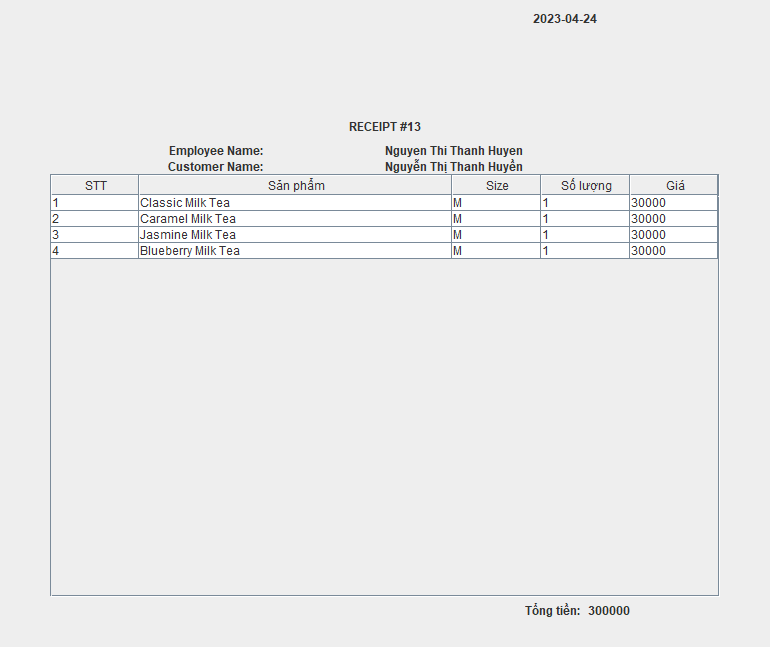 2023-04-24
RECEIPT #13
Employee Name: Nguyen Thi Thanh Huyen
Customer Name: Nguyễn Thị Thanh Huyền
STT Sản phẩm Size Số lượng Giá
1 Classic Milk Tea M 1 30000
2 Caramel Milk Tea M 1 30000
3 Jasmine Milk Tea M 1 30000
4 Blueberry Milk Tea M 1 30000
Tổng tiền: 300000